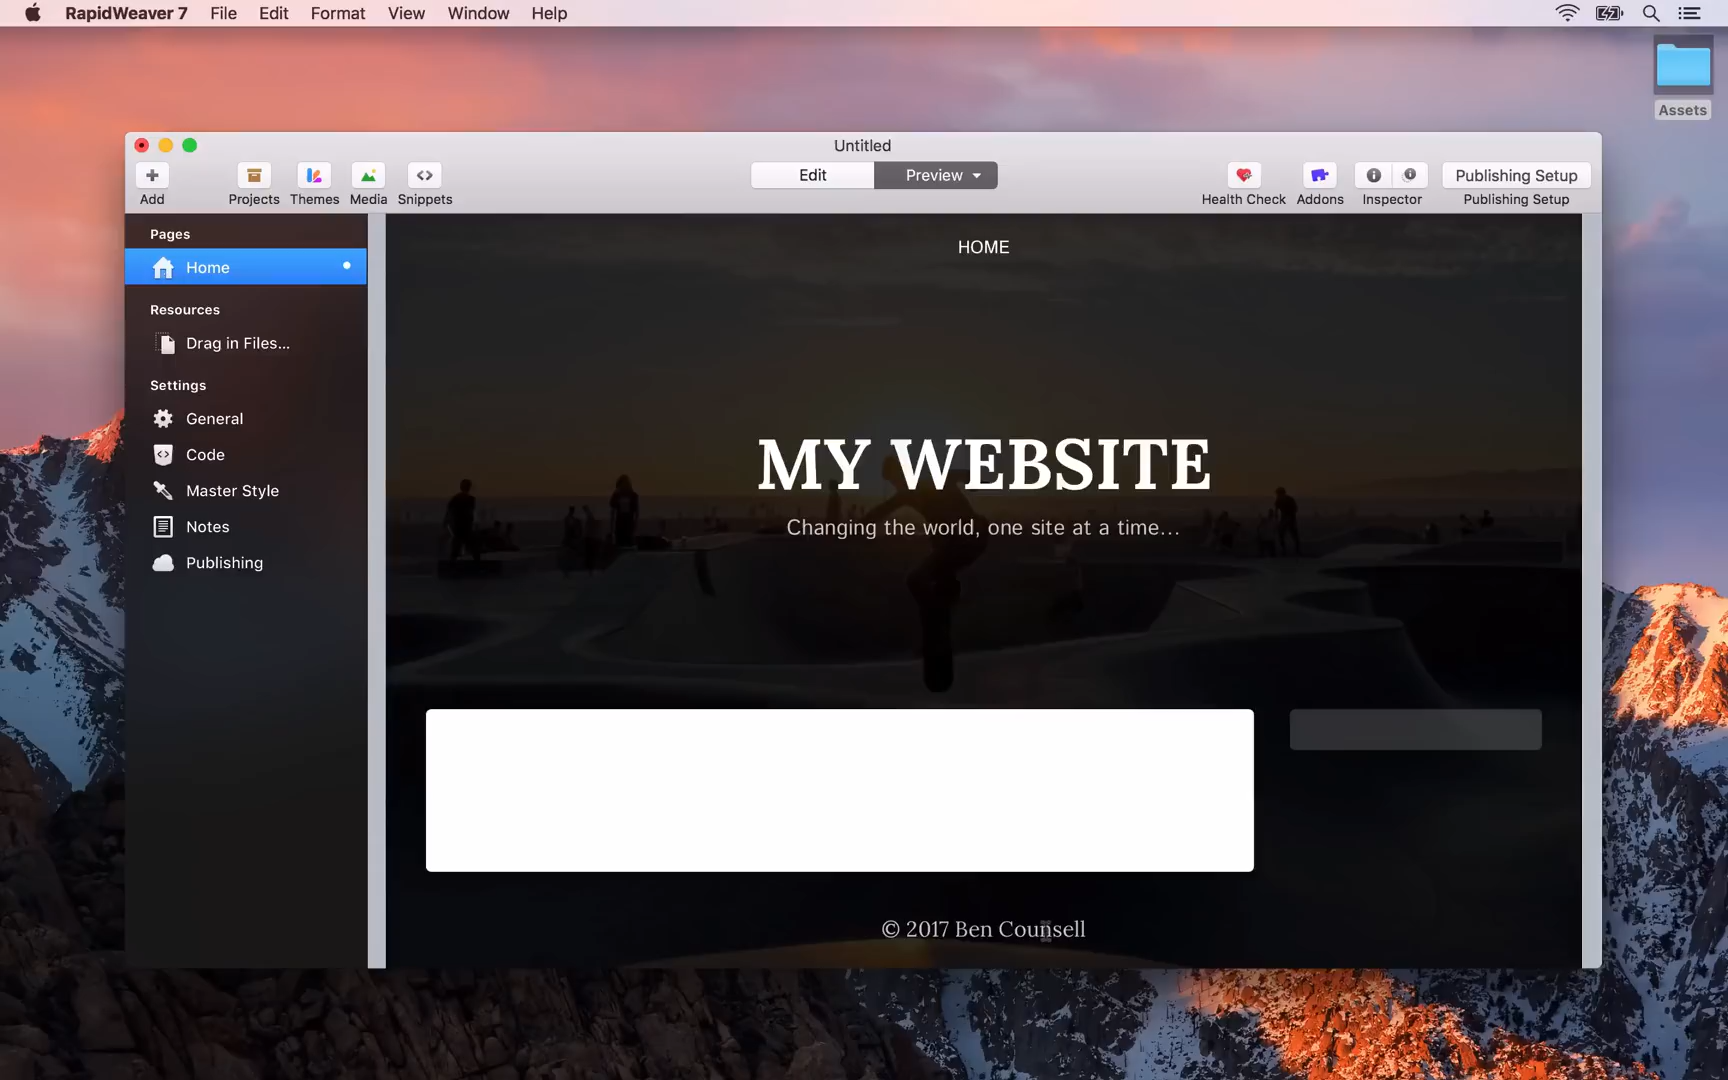 RapidWeaver 7 File Edit Format View Window Help
Assets
Untitled
Edit Preview Publishing Setup
Add Projects Themes Media Snippets Health Check Addons Inspector Publishing Setup
Pages
Home
Resources
Drag in Files...
Settings
General
Code
Master Style
Notes
Publishing
HOME
MY WEBSITE
Changing the world, one site at a time...
© 2017 Ben Counsell